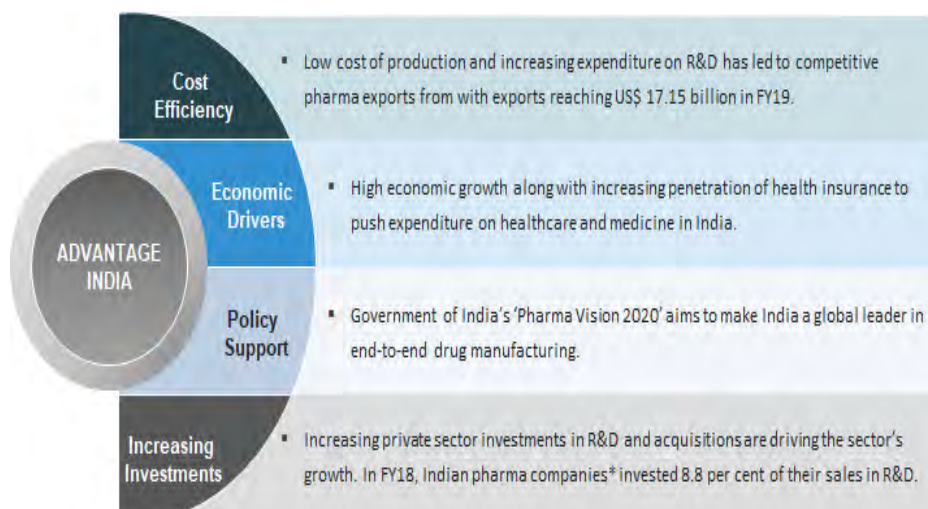 ADVANTAGE
INDIA
Cost
Efficiency
▪ Low cost of production and increasing expenditure on R&D has led to competitive
pharma exports from with exports reaching US$ 17.15 billion in FY19.
Economic
Drivers
▪ High economic growth along with increasing penetration of health insurance to
push expenditure on healthcare and medicine in India.
Policy
Support
▪ Government of India's 'Pharma Vision 2020' aims to make India a global leader in
end-to-end drug manufacturing.
Increasing
Investments
▪ Increasing private sector investments in R&D and acquisitions are driving the sector's
growth. In FY18, Indian pharma companies* invested 8.8 per cent of their sales in R&D.